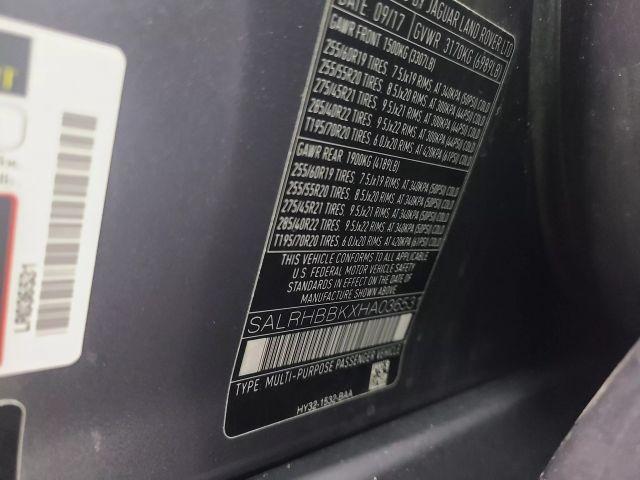 BY JAGUAR LAND ROVER LTD
DATE 09/17 GVWR 3170KG (6989LB)
GAWR FRONT 1500KG (3307LB)
255/60R19 TIRES 7.5Jx19 RIMS AT 340KPA (50PSI) COLD
255/55R20 TIRES 8.5Jx20 RIMS AT 300KPA (44PSI) COLD
275/45R21 TIRES 9.5Jx21 RIMS AT 300KPA (44PSI) COLD
285/40R22 TIRES 9.5Jx22 RIMS AT 300KPA (44PSI) COLD
T195/70R20 TIRES 6.0Jx20 RIMS AT 420KPA (61PSI) COLD
GAWR REAR 1900KG (4189LB)
255/60R19 TIRES 7.5Jx19 RIMS AT 340KPA (50PSI) COLD
255/55R20 TIRES 8.5Jx20 RIMS AT 340KPA (50PSI) COLD
275/45R21 TIRES 9.5Jx21 RIMS AT 340KPA (50PSI) COLD
285/40R22 TIRES 9.5Jx22 RIMS AT 340KPA (50PSI) COLD
T195/70R20 TIRES 6.0Jx20 RIMS AT 420KPA (61PSI) COLD
THIS VEHICLE CONFORMS TO ALL APPLICABLE
U.S. FEDERAL MOTOR VEHICLE SAFETY
STANDARDS IN EFFECT ON THE DATE OF
MANUFACTURE SHOWN ABOVE.
SALRHBBKXHA036531
TYPE MULTI-PURPOSE PASSENGER VEHICLE
HY32-1532-BAA
LR036531